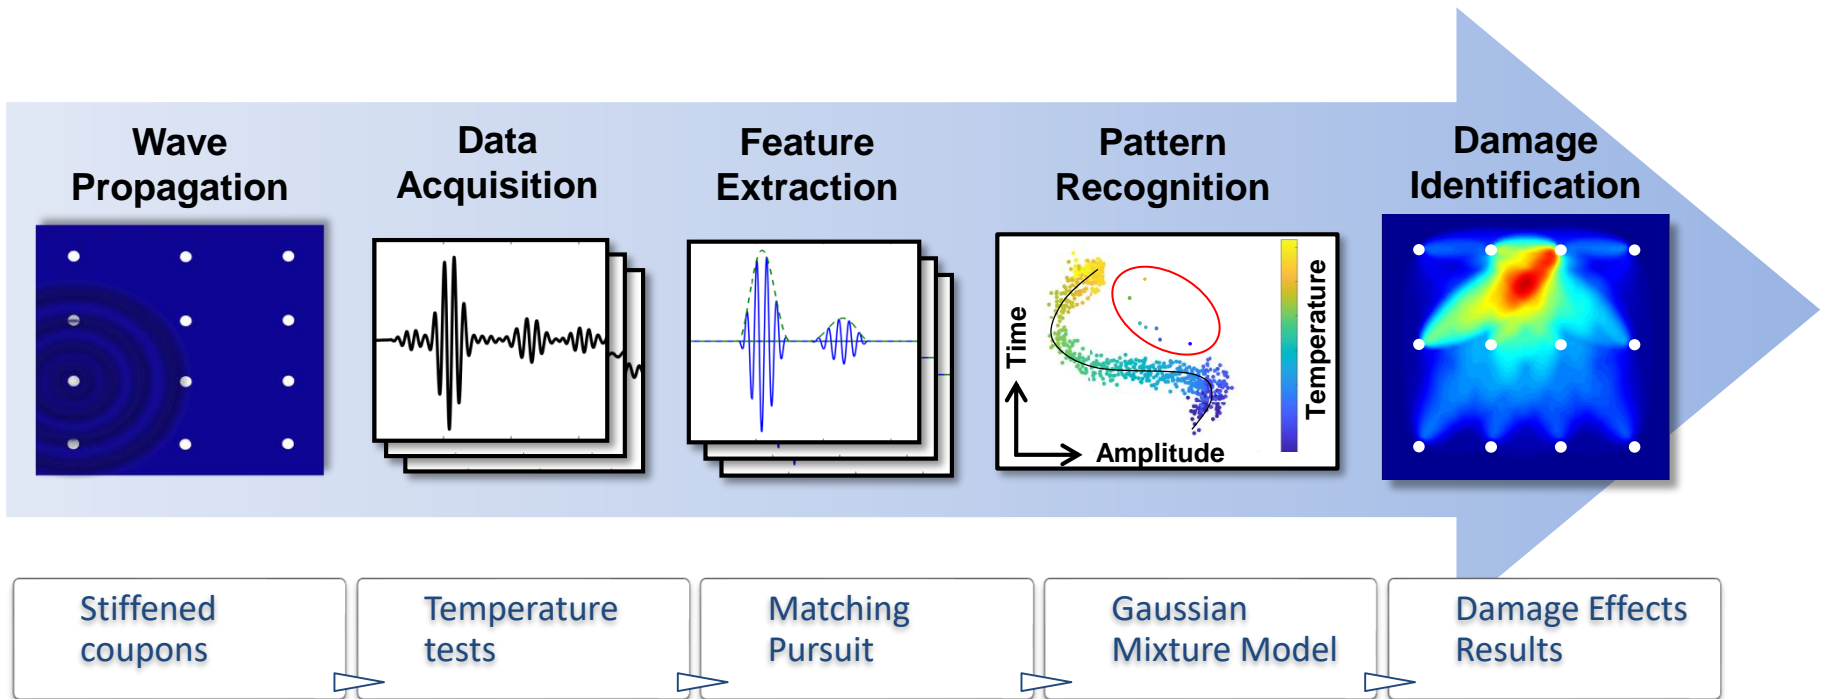 Wave
Propagation
Data
Acquisition
Feature
Extraction
Pattern
Recognition
Damage
Identification
Time
Amplitude
Temperature
Stiffened
coupons
Temperature
tests
Matching
Pursuit
Gaussian
Mixture Model
Damage Effects
Results